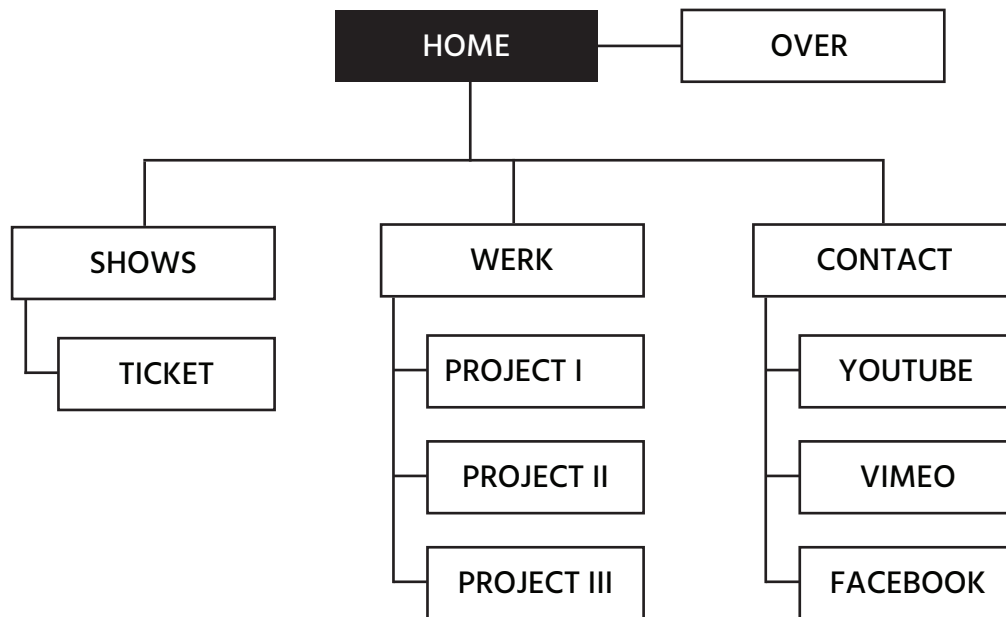 HOME
OVER
SHOWS
WERK
CONTACT
TICKET
PROJECT I
YOUTUBE
PROJECT II
VIMEO
PROJECT III
FACEBOOK